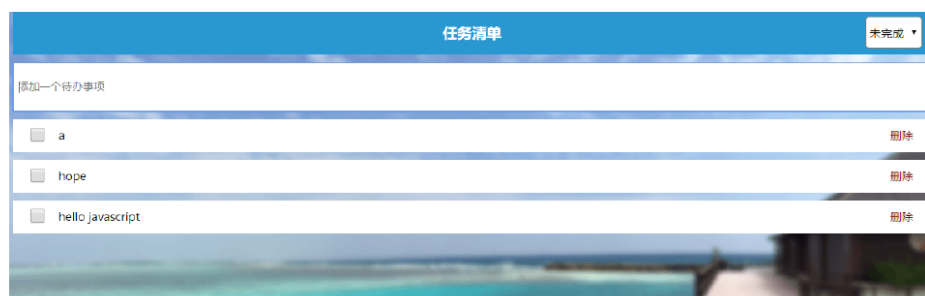 任务清单
未完成
添加一个待办事项
a 删除
hope 删除
hello javascript 删除